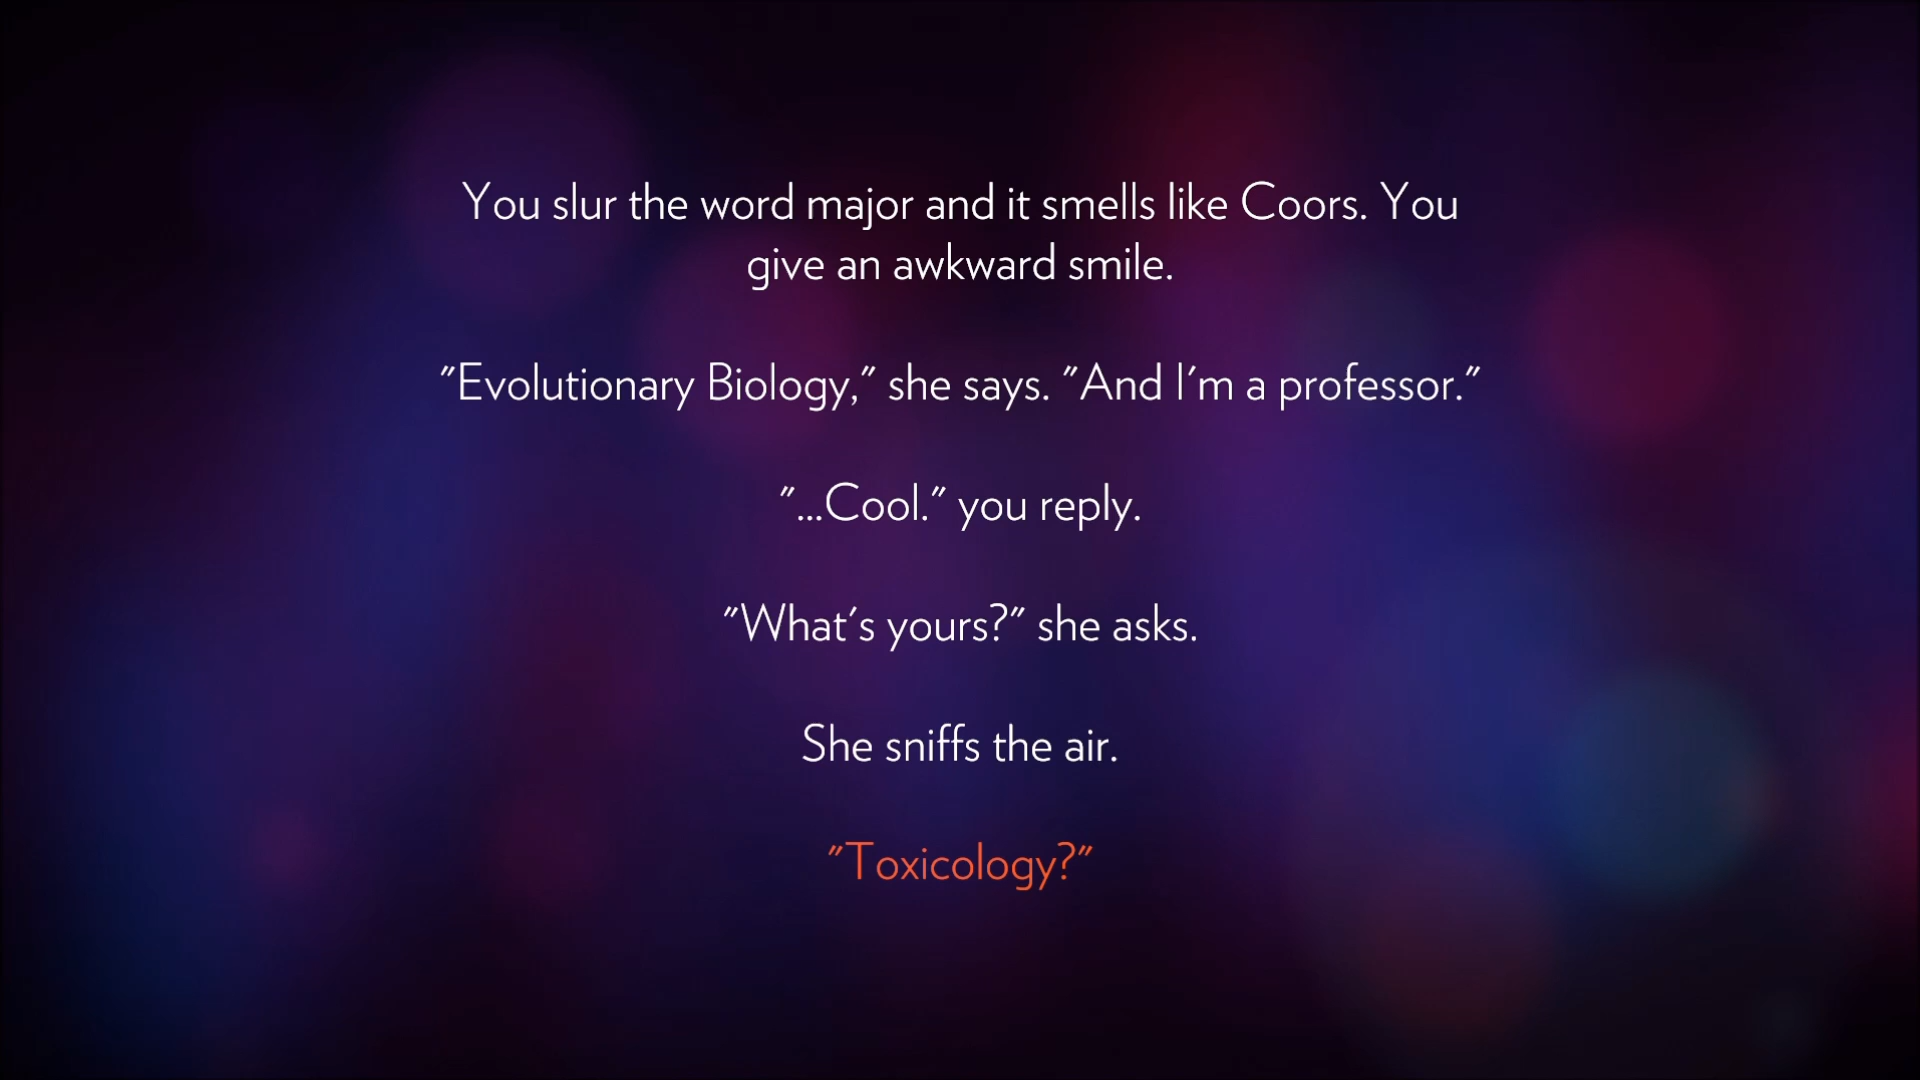 You slur the word major and it smells like Coors. You
give an awkward smile.
"Evolutionary Biology," she says. "And I'm a professor."
"...Cool." you reply.
"What's yours?" she asks.
She sniffs the air.
"Toxicology?"